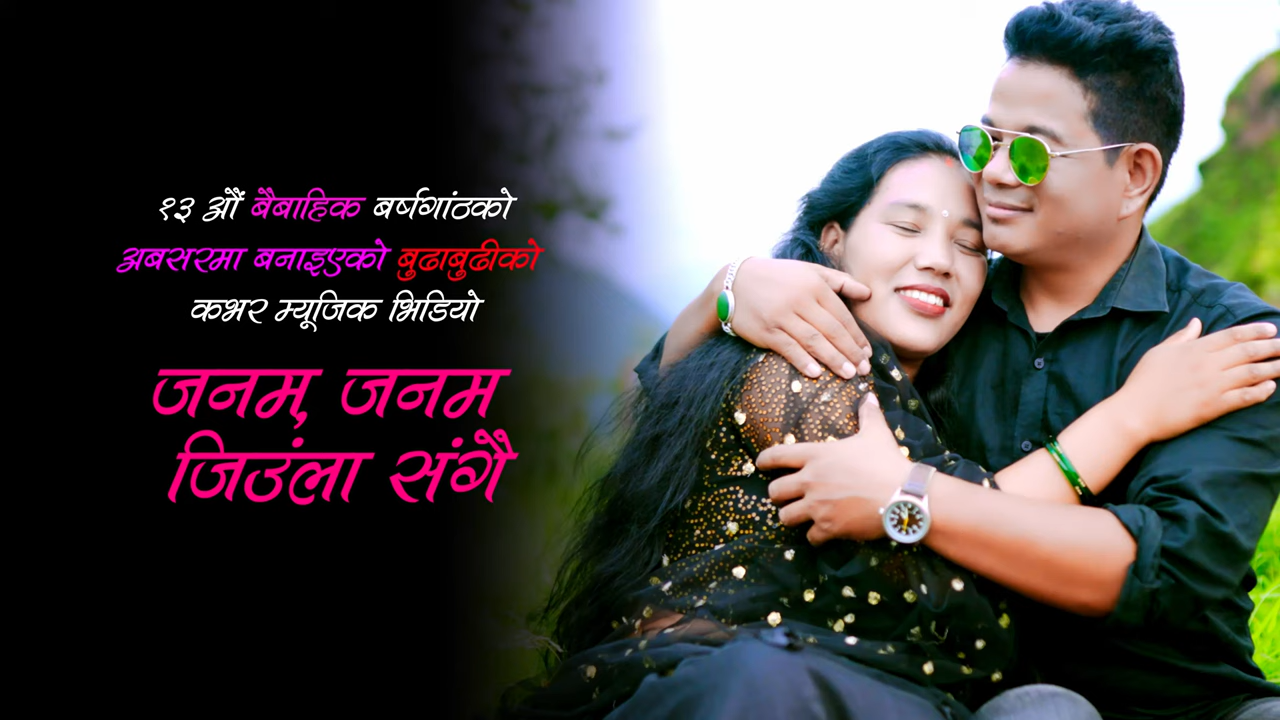 १३ औं बैबाहिक बर्षगांठको
अबसरमा बनाइएको बुढाबुढीको
कभर म्यूजिक भिडियो
जनम, जनम
जिउंला संगै